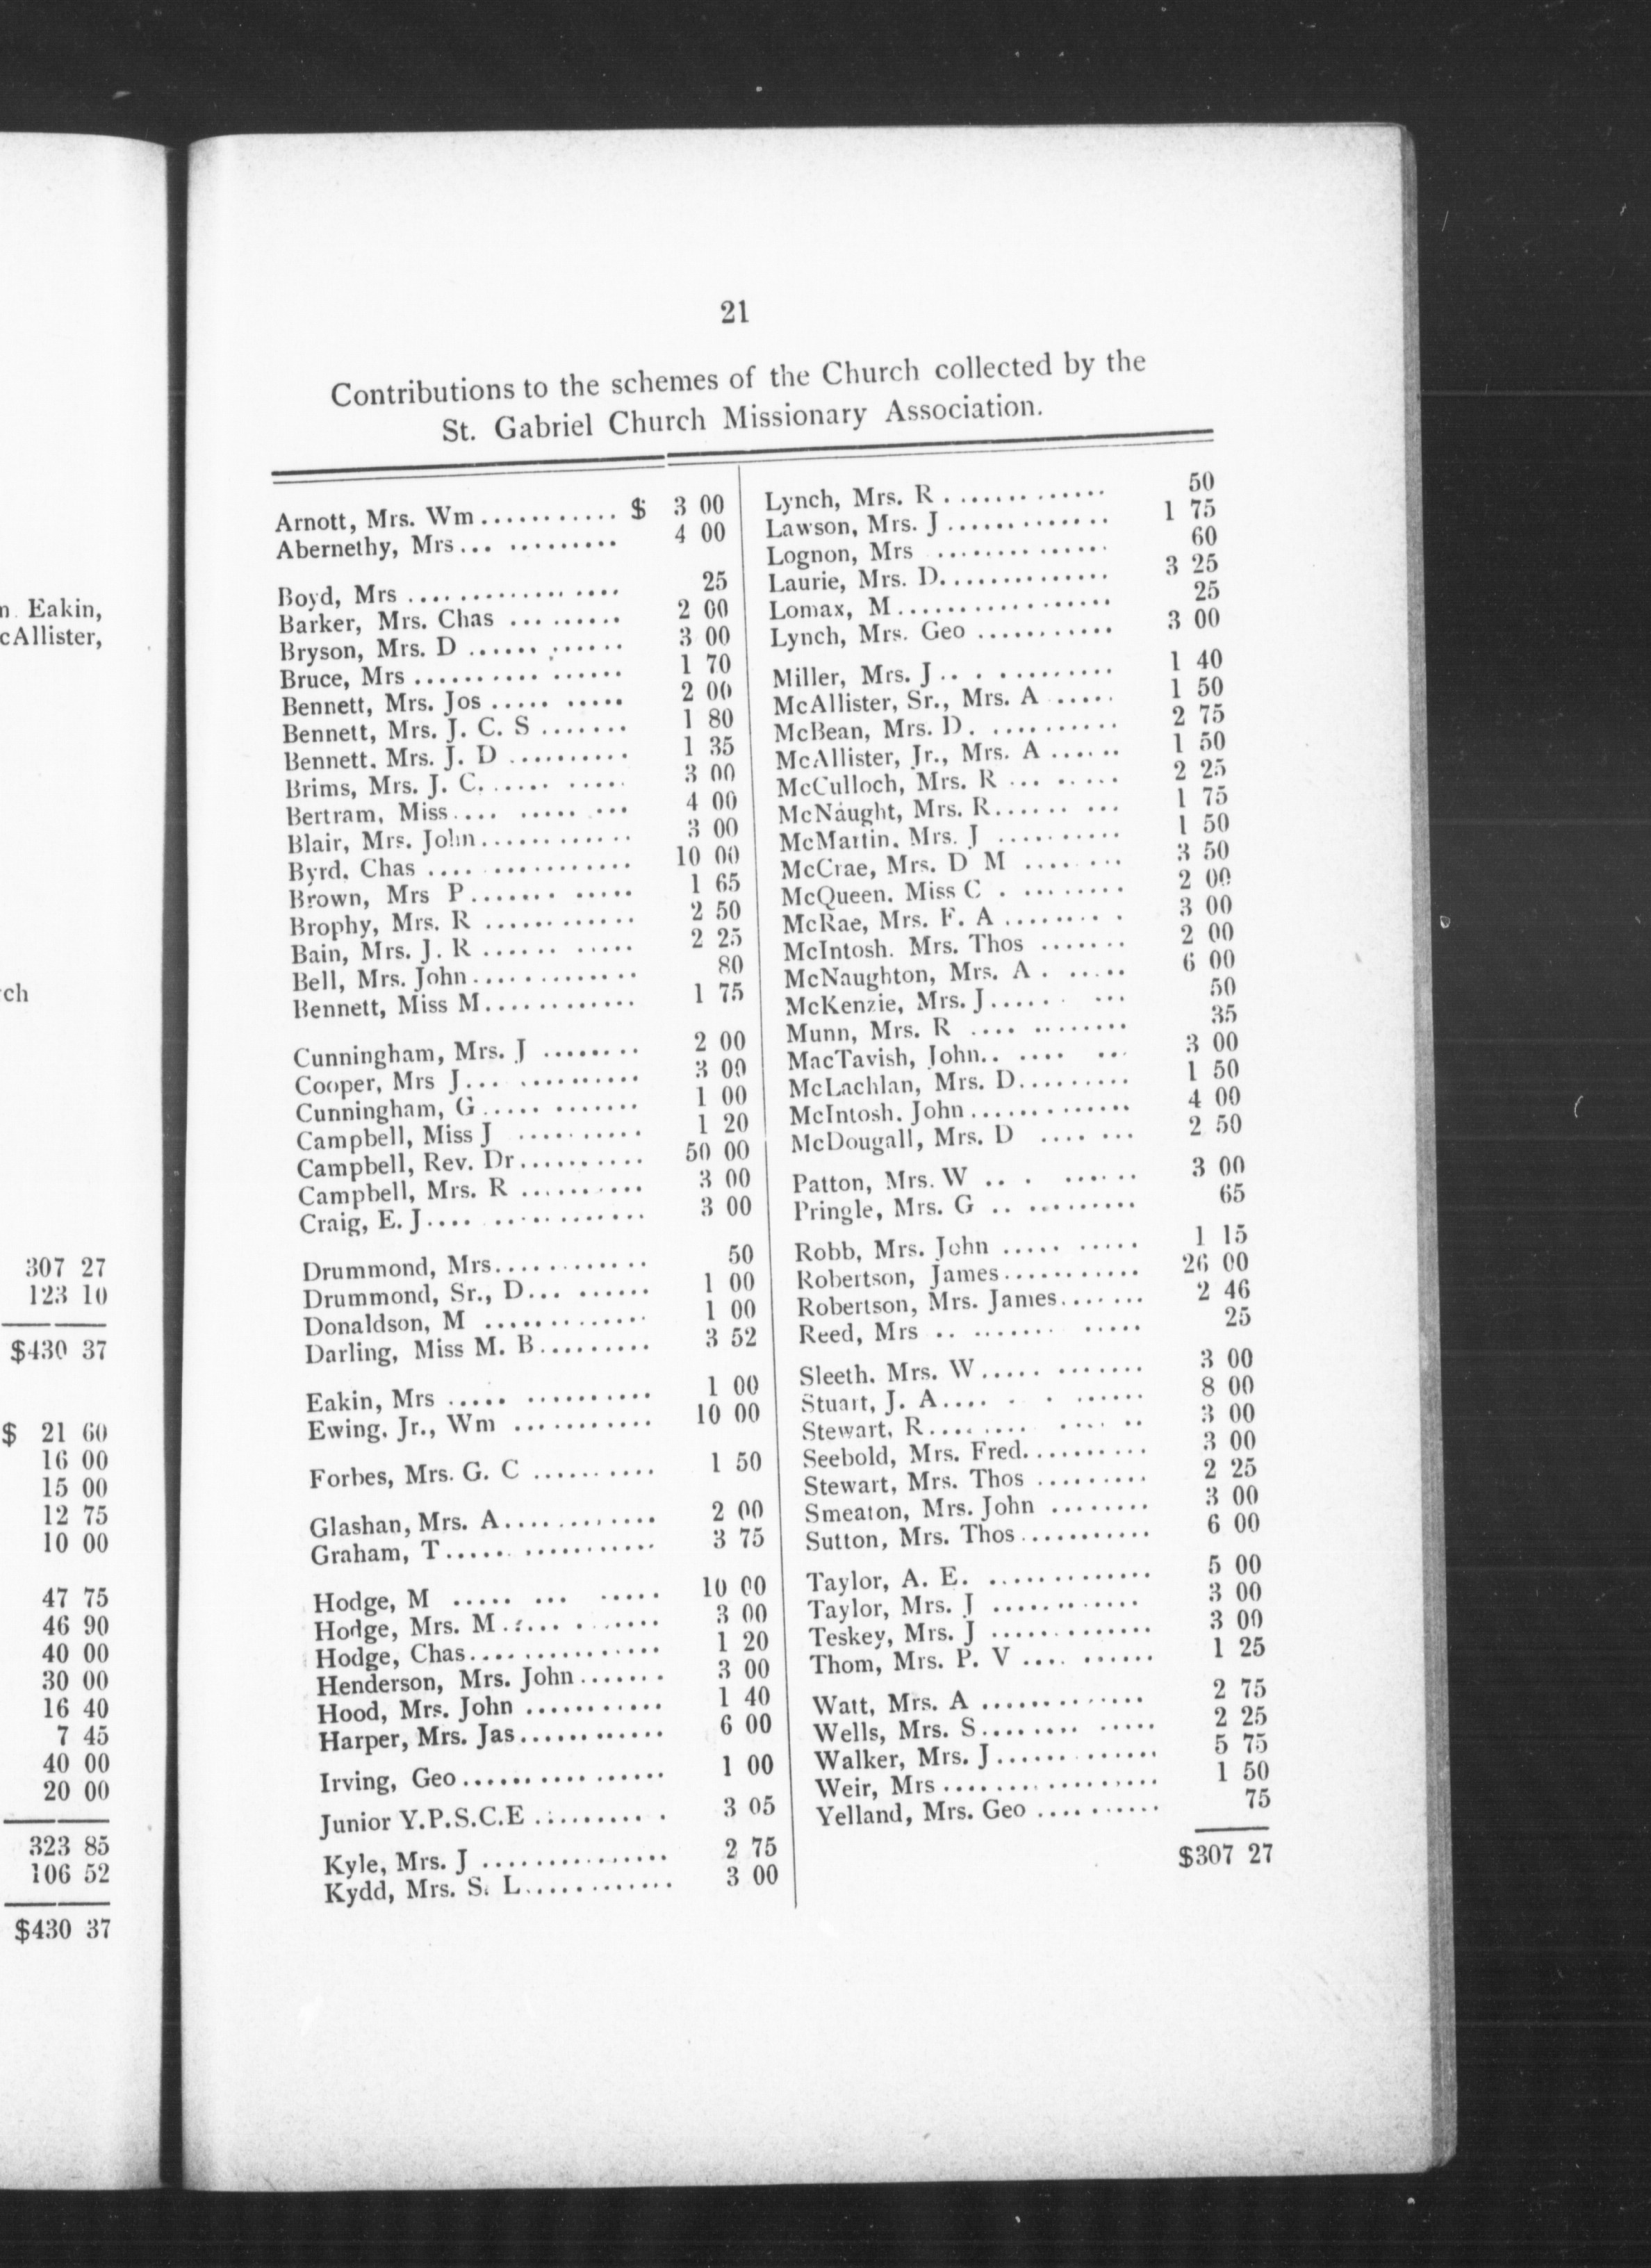 n. Eakin,
cAllister,
ch
307 27
123 10
$430 37
$ 21 60
16 00
15 00
12 75
10 00
47 75
46 90
40 00
30 00
16 40
7 45
40 00
20 00
323 85
106 52
$430 37
21
Contributions to the schemes of the Church collected by the
St. Gabriel Church Missionary Association.
Arnott, Mrs. Wm........... $ 3 00
Abernethy, Mrs... ......... 4 00
Boyd, Mrs .................. 25
Barker, Mrs. Chas ......... 2 00
Bryson, Mrs. D ............ 3 00
Bruce, Mrs ................ 1 70
Bennett, Mrs. Jos ..... ..... 2 00
Bennett, Mrs. J. C. S ....... 1 80
Bennett. Mrs. J. D .......... 1 35
Brims, Mrs. J. C. ..... ..... 3 00
Bertram, Miss.... ..... ... 4 00
Blair, Mrs. John............ 3 00
Byrd. Chas .... ............ 10 00
Brown, Mrs P....... ..... 1 65
Brophy, Mrs. R ............ 2 50
Bain, Mrs. J. R ...... ..... 2 25
Bell, Mrs. John............. 80
Bennett, Miss M............ 1 75
Cunningham, Mrs. J ........ 2 00
Cooper, Mrs J... .......... 3 00
Cunningham, G..... ....... 1 00
Campbell, Miss J .......... 1 20
Campbell, Rev. Dr.......... 50 00
Campbell, Mrs. R .......... 3 00
Craig, E. J.... ............ 3 00
Drummond, Mrs............ 50
Drummond, Sr., D... ...... 1 00
Donaldson, M ............. 1 00
Darling, Miss M. B......... 3 52
Eakin, Mrs ..... .......... 1 00
Ewing. Jr., Wm ........... 10 00
Forbes, Mrs. G. C .......... 1 50
Glashan, Mrs. A............ 2 00
Graham, T..... ........... 3 75
Hodge, M ..... ... ..... 10 00
Hodge, Mrs. M..... ....... 3 00
Hodge, Chas............... 1 20
Henderson, Mrs. John....... 3 00
Hood, Mrs. John ........... 1 40
Harper, Mrs. Jas............ 6 00
Irving, Geo................ 1 00
Junior Y.P.S.C.E .......... 3 05
Kyle, Mrs. J ............... 2 75
Kydd, Mrs. S. L............ 3 00
Lynch, Mrs. R ............. 50
Lawson, Mrs. J ............. 1 75
Lognon, Mrs .............. 60
Laurie, Mrs. D.............. 3 25
Lomax, M................. 25
Lynch, Mrs. Geo ........... 3 00
Miller, Mrs. J.. . .......... 1 40
McAllister, Sr., Mrs. A ..... 1 50
McBean, Mrs. D. .......... 2 75
McAllister, Jr., Mrs. A ...... 1 50
McCulloch, Mrs. R ... ..... 2 25
McNaught, Mrs. R...... ... 1 75
McMartin. Mrs. J .......... 1 50
McCrae, Mrs. D M .... ... 3 50
McQueen. Miss C . ........ 2 00
McRae, Mrs. F. A ......... 3 00
McIntosh. Mrs. Thos ....... 2 00
McNaughton, Mrs. A . ..... 6 00
McKenzie, Mrs. J...... ... 50
Munn, Mrs. R .... ........ 35
MacTavish, John.. .... ... 3 00
McLachlan, Mrs. D......... 1 50
McIntosh. John............. 4 00
McDougall, Mrs. D .... ... 2 50
Patton, Mrs. W .. . ...... 3 00
Pringle, Mrs. G .. ......... 65
Robb, Mrs. John ..... ..... 1 15
Robertson, James........... 26 00
Robertson, Mrs. James....... 2 46
Reed, Mrs .. ....... ..... 25
Sleeth. Mrs. W..... ....... 3 00
Stuart, J. A.... . . ...... 8 00
Stewart, R......... .... .. 3 00
Seebold, Mrs. Fred.......... 3 00
Stewart, Mrs. Thos ......... 2 25
Smeaton, Mrs. John ........ 3 00
Sutton, Mrs. Thos........... 6 00
Taylor, A. E. ............. 5 00
Taylor, Mrs. J ............ 3 00
Teskey, Mrs. J ............. 3 00
Thom, Mrs. P. V .... ...... 1 25
Watt, Mrs. A ............. 2 75
Wells, Mrs. S........ ..... 2 25
Walker, Mrs. J............. 5 75
Weir, Mrs................. 1 50
Yelland, Mrs. Geo .......... 75
$307 27